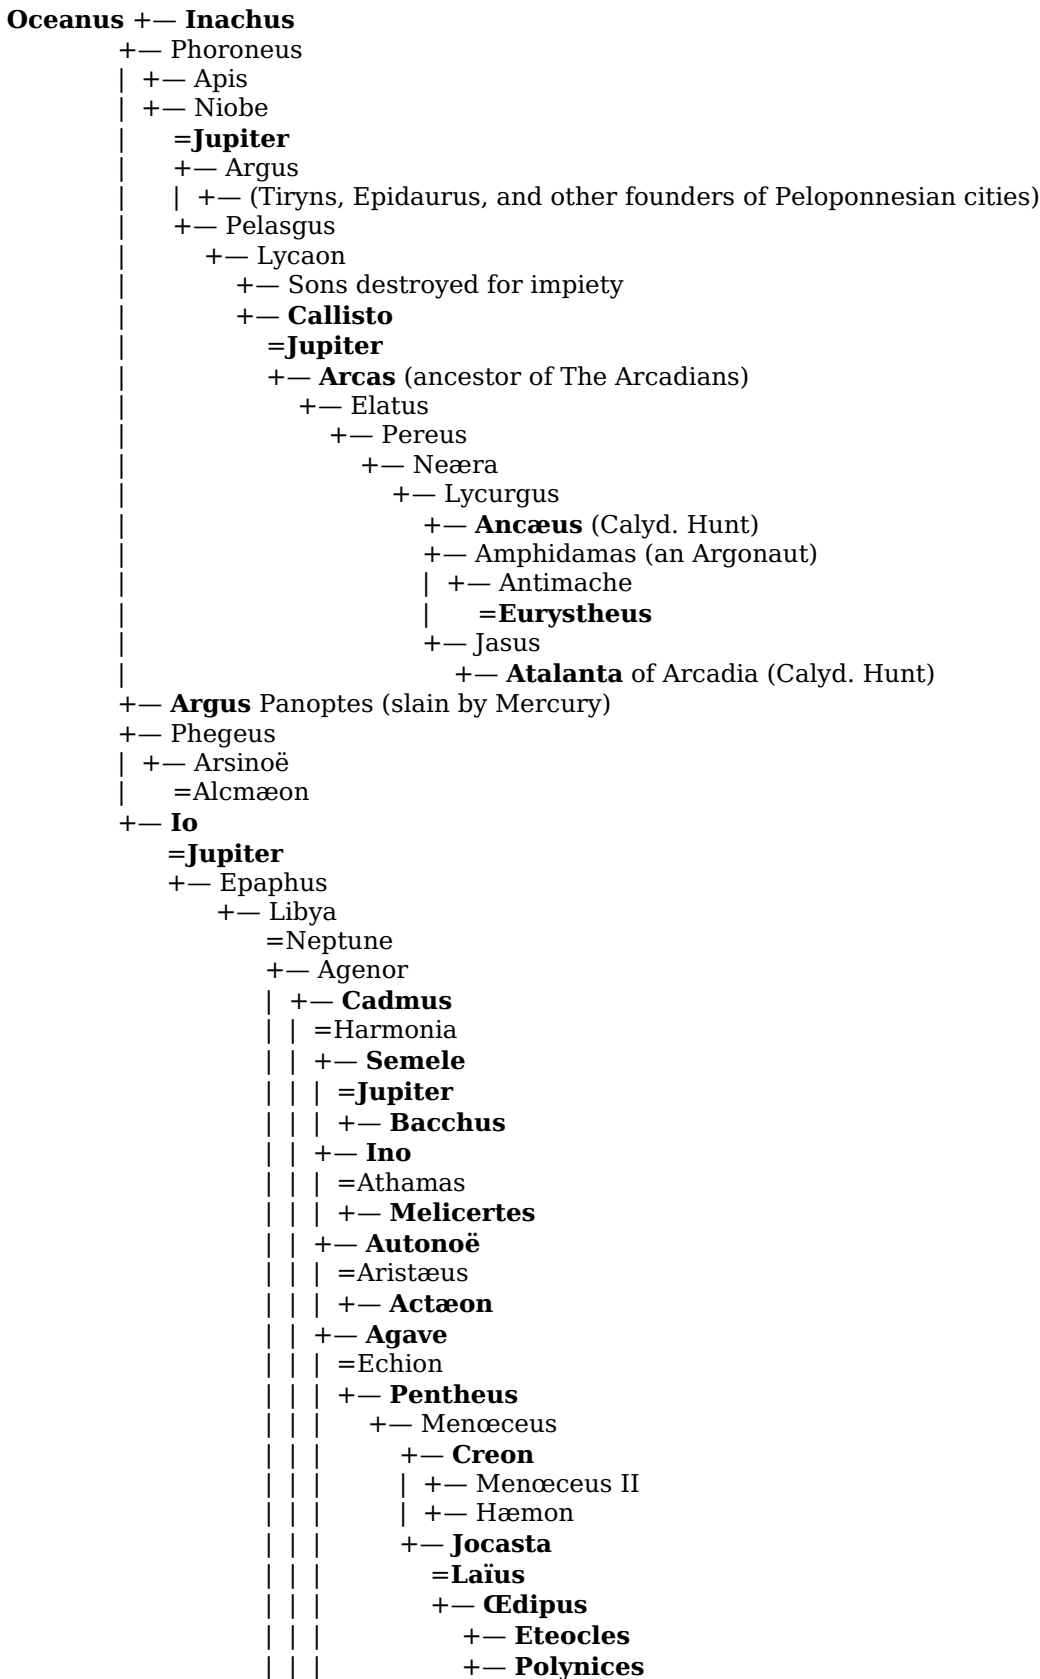 Oceanus +— Inachus
+— Phoroneus
| +— Apis
| +— Niobe
| =Jupiter
| +— Argus
| | +— (Tiryns, Epidaurus, and other founders of Peloponnesian cities)
| +— Pelasgus
| +— Lycaon
| +— Sons destroyed for impiety
| +— Callisto
| =Jupiter
| +— Arcas (ancestor of The Arcadians)
| +— Elatus
| +— Pereus
| +— Neæra
| +— Lycurgus
| +— Ancæus (Calyd. Hunt)
| +— Amphidamas (an Argonaut)
| | +— Antimache
| | =Eurystheus
| +— Jasus
| +— Atalanta of Arcadia (Calyd. Hunt)
+— Argus Panoptes (slain by Mercury)
+— Phegeus
| +— Arsinoë
| =Alcmæon
+— Io
=Jupiter
+— Epaphus
+— Libya
=Neptune
+— Agenor
| +— Cadmus
| | =Harmonia
| | +— Semele
| | | =Jupiter
| | | +— Bacchus
| | +— Ino
| | | =Athamas
| | | +— Melicertes
| | +— Autonoë
| | | =Aristæus
| | | +— Actæon
| | +— Agave
| | | =Echion
| | | +— Pentheus
| | | +— Menœceus
| | | +— Creon
| | | | +— Menœceus II
| | | | +— Hæmon
| | | +— Jocasta
| | | =Laïus
| | | +— Œdipus
| | | +— Eteocles
| | | +— Polynices